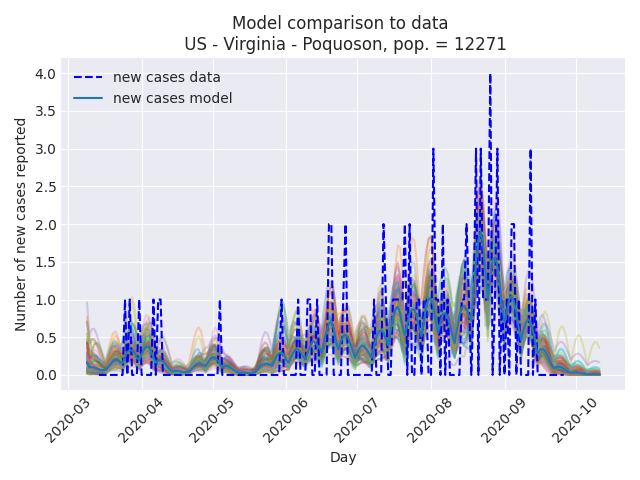 Model comparison to data
US - Virginia - Poquoson, pop. = 12271
new cases data
new cases model
Number of new cases reported
4.0
3.5
3.0
2.5
2.0
1.5
1.0
0.5
0.0
2020-03
2020-04
2020-05
2020-06
2020-07
2020-08
2020-09
2020-10
Day